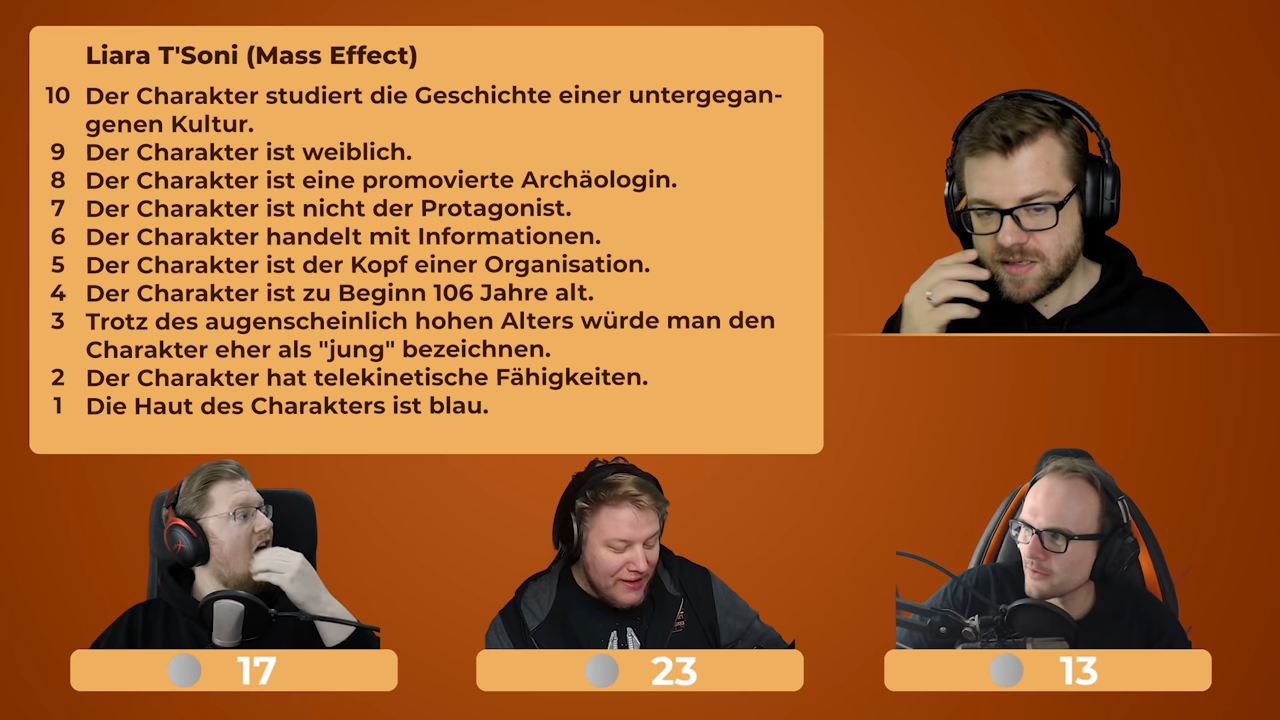 Liara T'Soni (Mass Effect)
10 Der Charakter studiert die Geschichte einer untergegan-
genen Kultur.
9 Der Charakter ist weiblich.
8 Der Charakter ist eine promovierte Archäologin.
7 Der Charakter ist nicht der Protagonist.
6 Der Charakter handelt mit Informationen.
5 Der Charakter ist der Kopf einer Organisation.
4 Der Charakter ist zu Beginn 106 Jahre alt.
3 Trotz des augenscheinlich hohen Alters würde man den
Charakter eher als "jung" bezeichnen.
2 Der Charakter hat telekinetische Fähigkeiten.
1 Die Haut des Charakters ist blau.
17
23
13